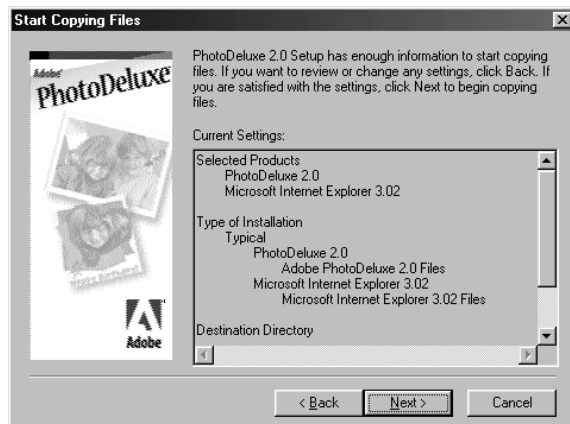 Start Copying Files
Adobe
PhotoDeluxe
Adobe
PhotoDeluxe 2.0 Setup has enough information to start copying
files. If you want to review or change any settings, click Back. If
you are satisfied with the settings, click Next to begin copying
files.
Current Settings:
Selected Products
PhotoDeluxe 2.0
Microsoft Internet Explorer 3.02
Type of Installation
Typical
PhotoDeluxe 2.0
Adobe PhotoDeluxe 2.0 Files
Microsoft Internet Explorer 3.02
Microsoft Internet Explorer 3.02 Files
Destination Directory
< Back
Next >
Cancel